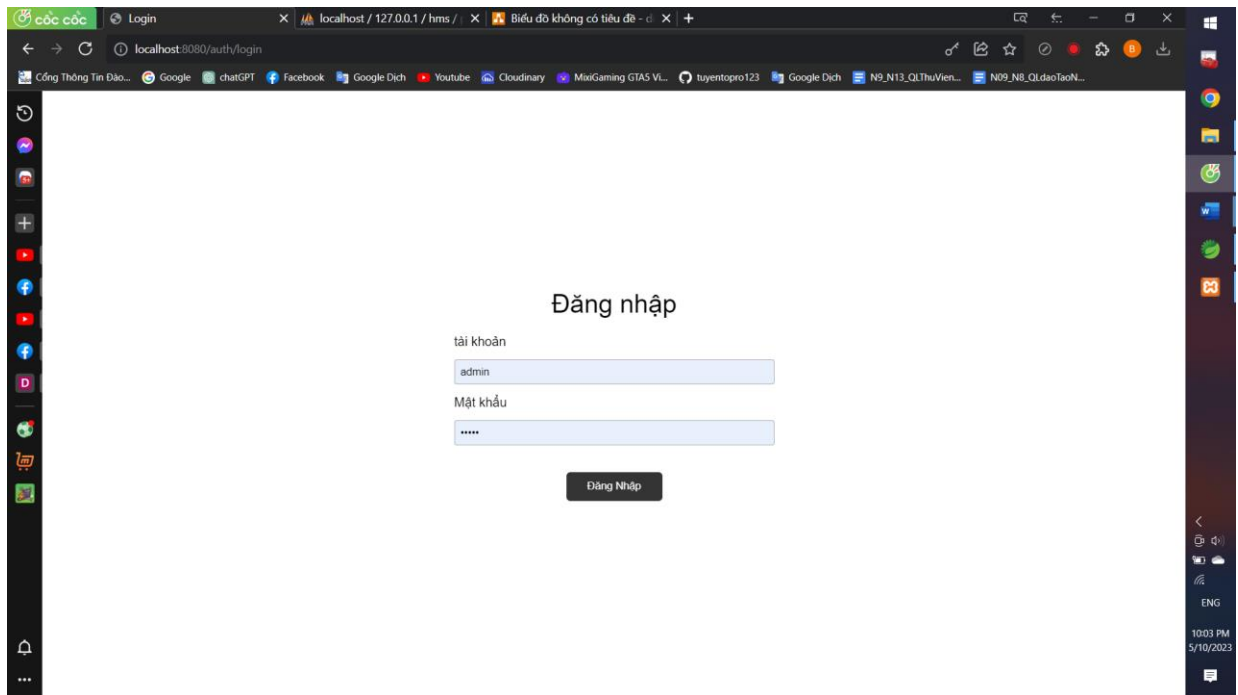 cốc cốc Login localhost / 127.0.0.1 / hms / Biểu đồ không có tiêu đề - d
localhost:8080/auth/login
B
Cổng Thông Tin Đào... Google chatGPT Facebook Google Dịch Youtube Cloudinary MixiGaming GTA5 Vi... tuyentopro123 Google Dịch N9_N13_QLThuVien... N09_N8_QLdaoTaoN...
Đăng nhập
tài khoản
admin
Mật khẩu
•••••
Đăng Nhập
D
ENG
10:03 PM
5/10/2023